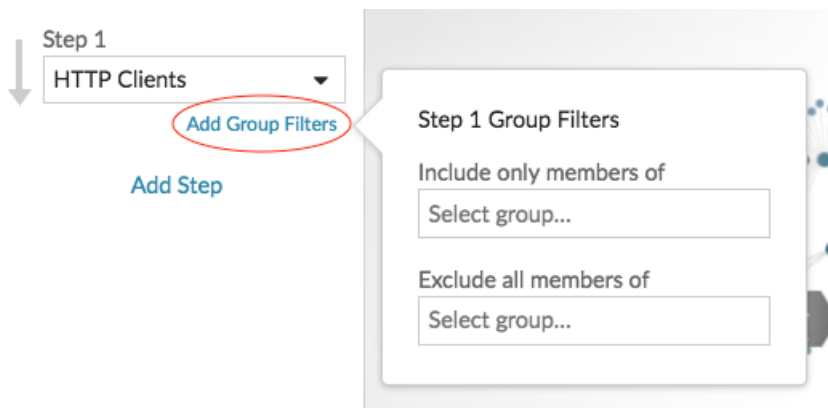 Step 1
HTTP Clients
Add Group Filters
Add Step
Step 1 Group Filters
Include only members of
Select group...
Exclude all members of
Select group...